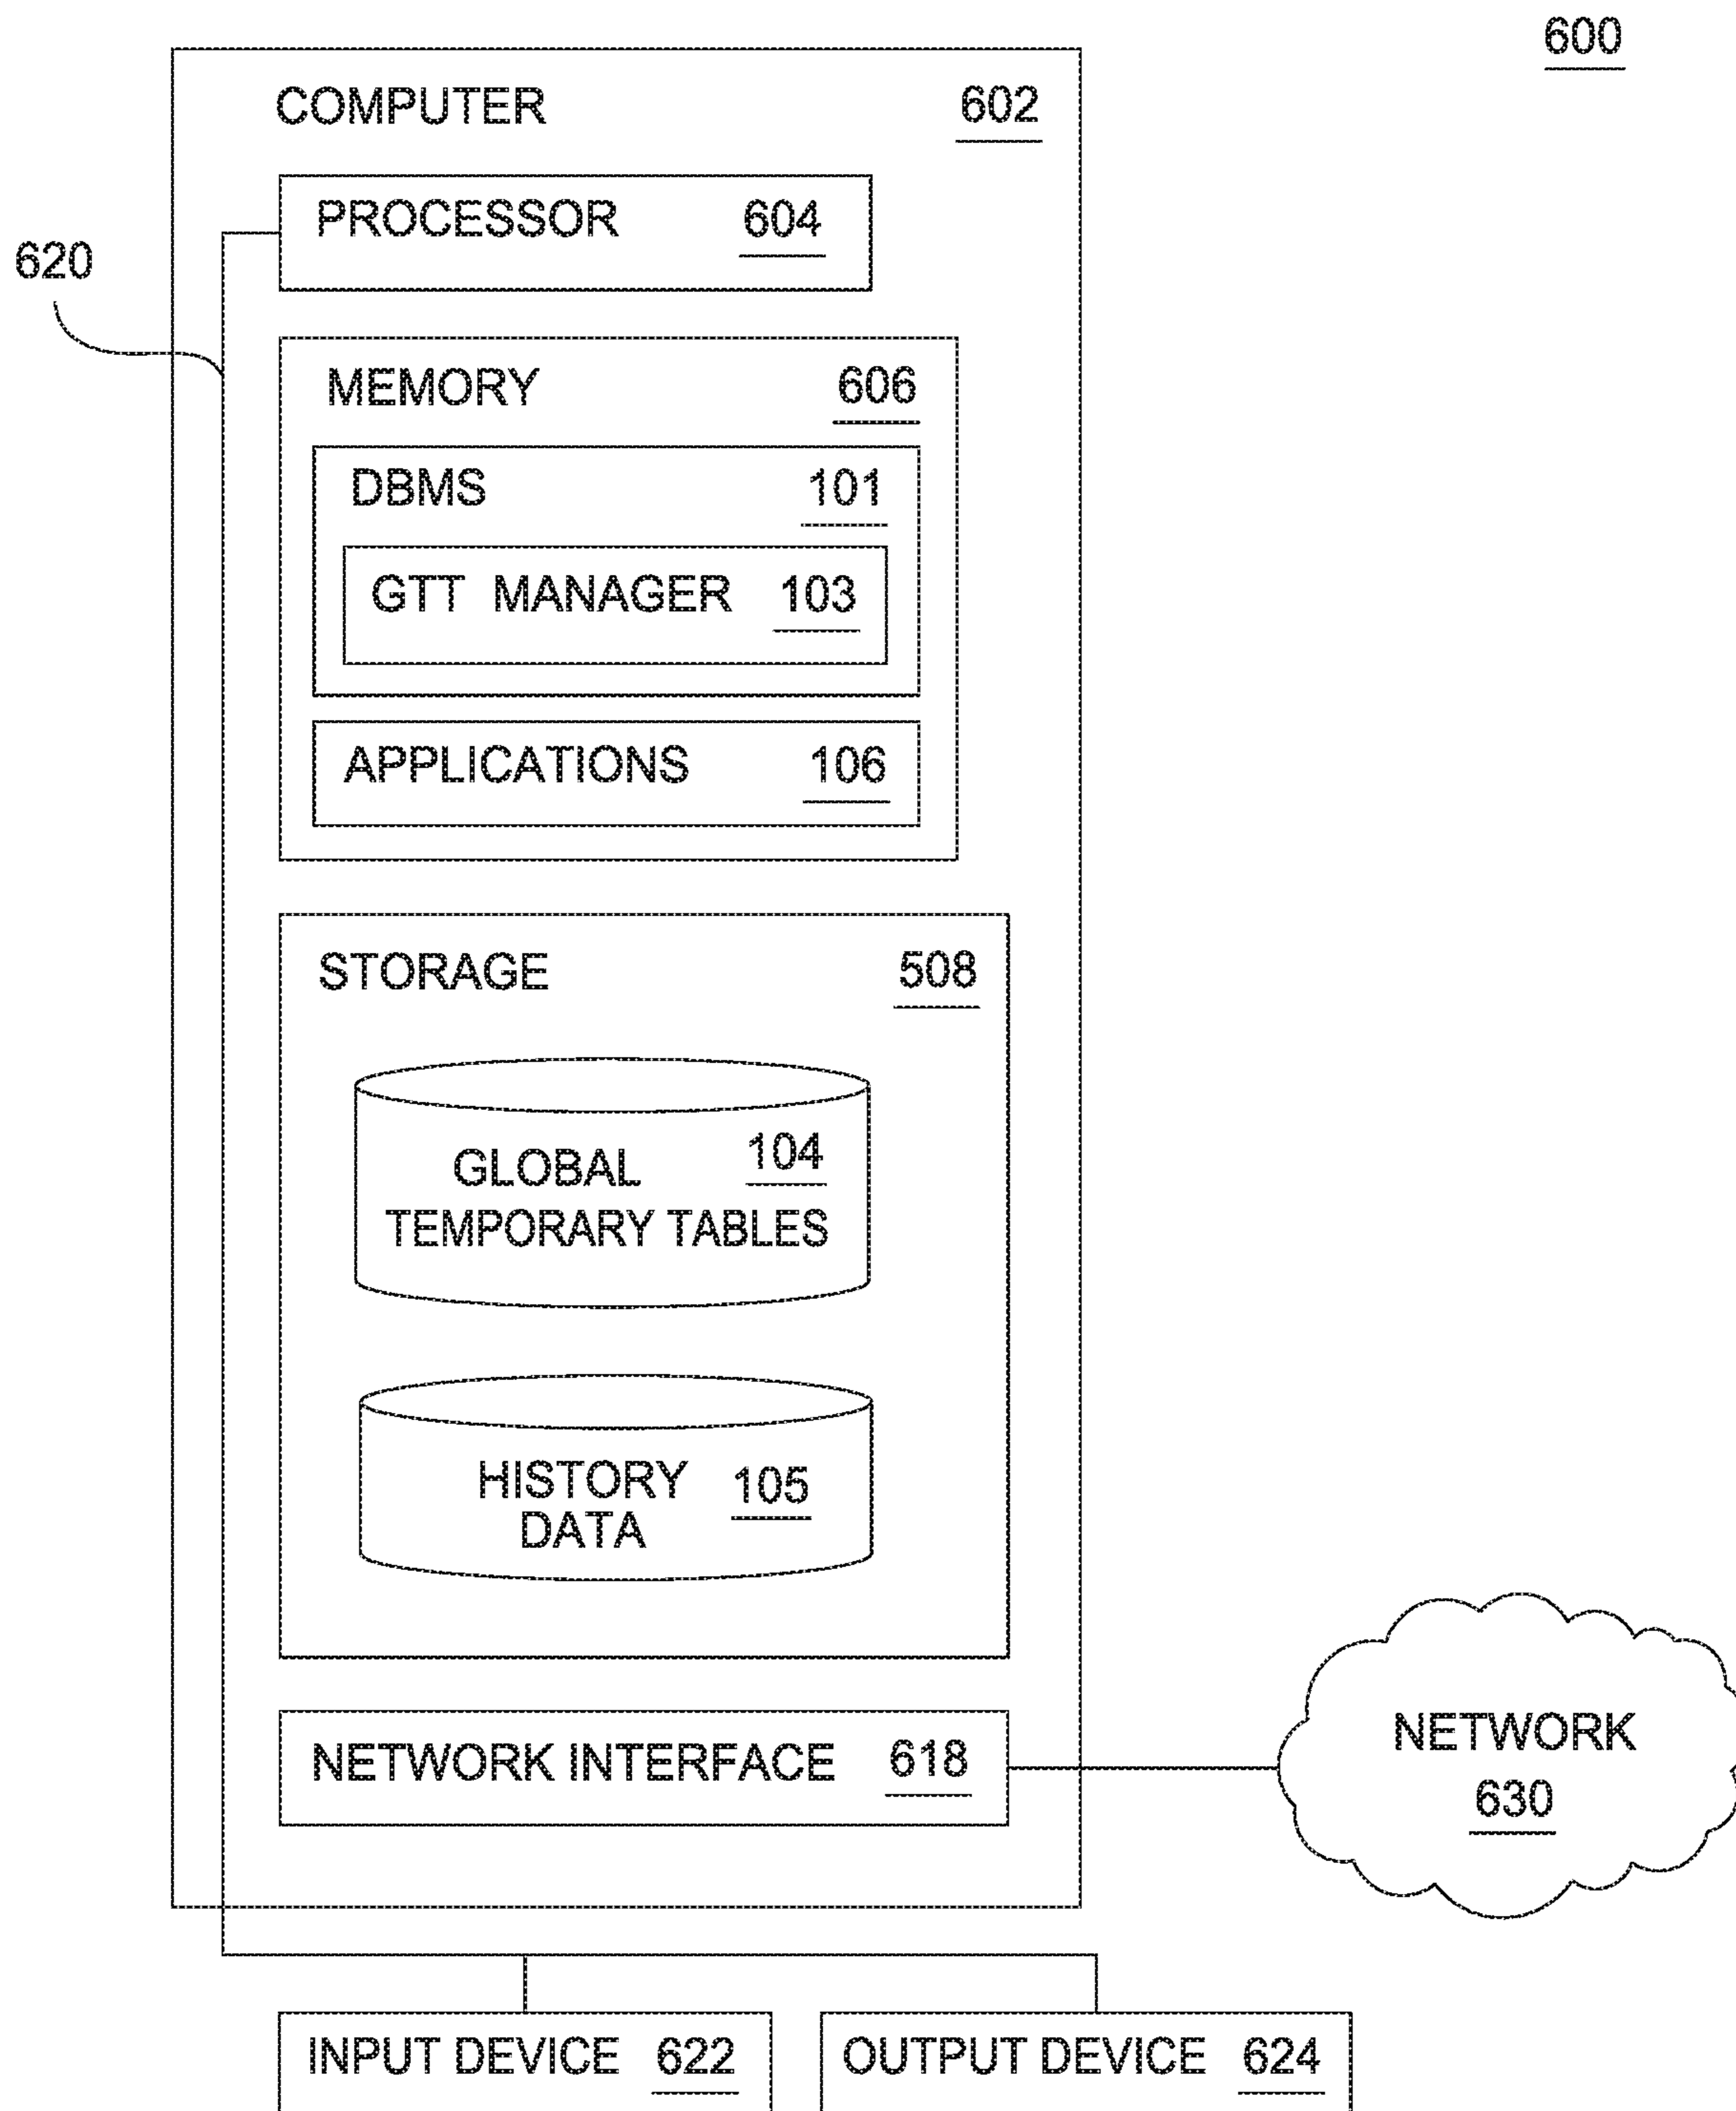 600
COMPUTER 602
PROCESSOR 604
620
MEMORY 606
DBMS 101
GTT MANAGER 103
APPLICATIONS 106
STORAGE 508
GLOBAL 104
TEMPORARY TABLES
HISTORY 105
DATA
NETWORK INTERFACE 618
NETWORK
630
INPUT DEVICE 622
OUTPUT DEVICE 624